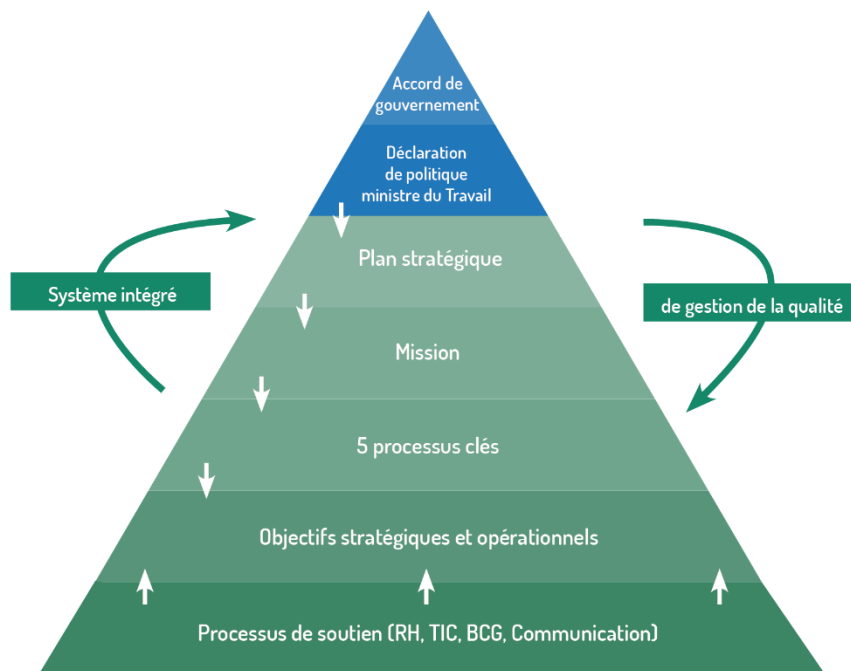 Accord de
gouvernement
Déclaration
de politique
ministre du Travail
Plan stratégique
Système intégré
de gestion de la qualité
Mission
5 processus clés
Objectifs stratégiques et opérationnels
Processus de soutien (RH, TIC, BCG, Communication)